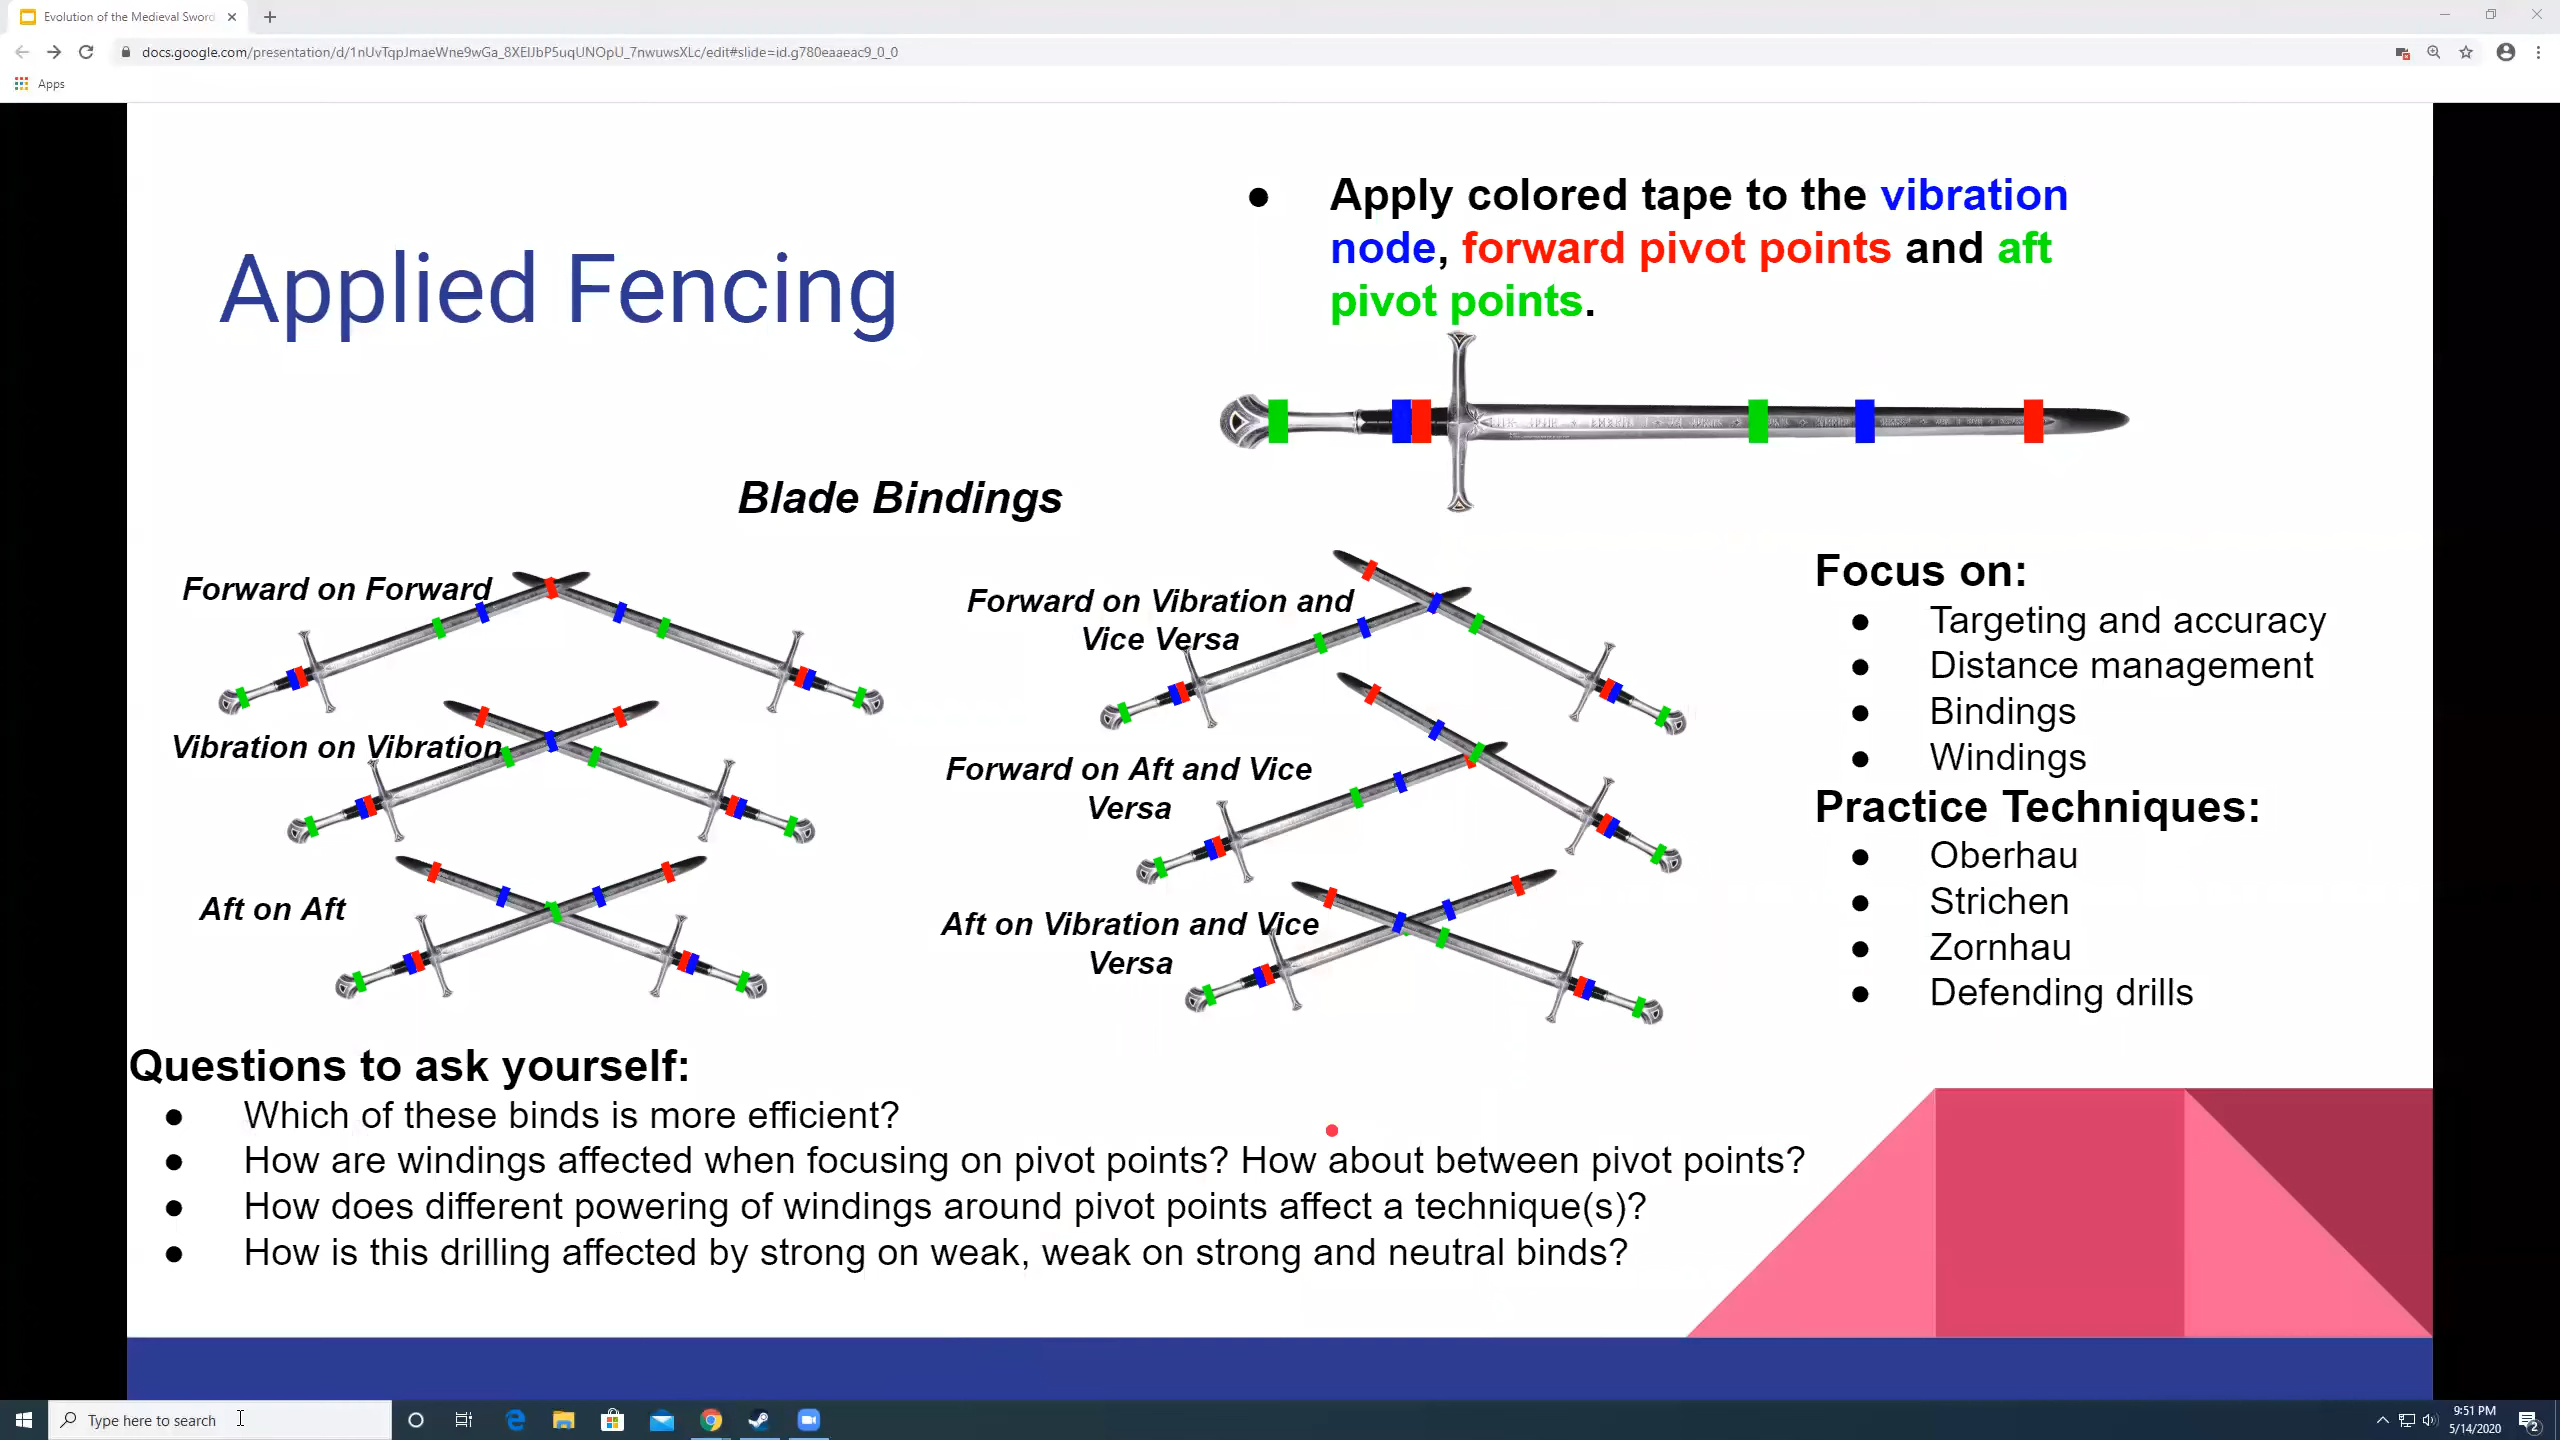 Evolution of the Medieval Sword
docs.google.com/presentation/d/1nUvTqpJmaeWne9wGa_8XEIJbP5uqUNOpU_7nwuwsXLc/edit#slide=id.g780eaaeac9_0_0
Apps
Applied Fencing
● Apply colored tape to the vibration
node, forward pivot points and aft
pivot points.
Blade Bindings
Forward on Forward
Vibration on Vibration
Aft on Aft
Forward on Vibration and
Vice Versa
Forward on Aft and Vice
Versa
Aft on Vibration and Vice
Versa
Focus on:
● Targeting and accuracy
● Distance management
● Bindings
● Windings
Practice Techniques:
● Oberhau
● Strichen
● Zornhau
● Defending drills
Questions to ask yourself:
● Which of these binds is more efficient?
● How are windings affected when focusing on pivot points? How about between pivot points?
● How does different powering of windings around pivot points affect a technique(s)?
● How is this drilling affected by strong on weak, weak on strong and neutral binds?
Type here to search
9:51 PM
5/14/2020
2